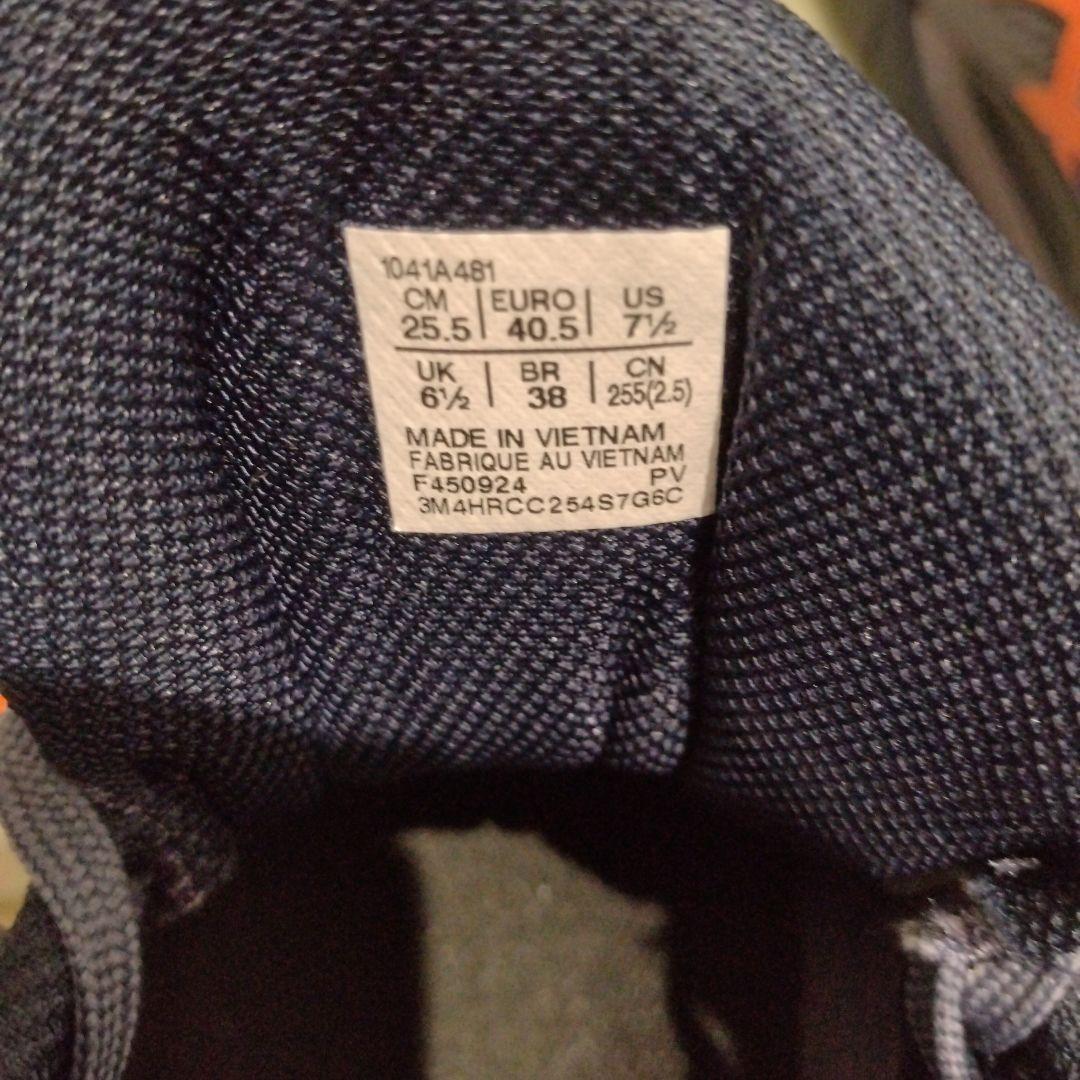 1041A481
CM | EURO | US
25.5 | 40.5 | 7½
UK | BR | CN
6½ | 38 | 255(2.5)
MADE IN VIETNAM
FABRIQUE AU VIETNAM
F450924 PV
3M4HRCC254S7G6C